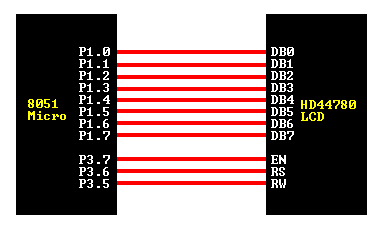 P1.0 DB0
P1.1 DB1
P1.2 DB2
P1.3 DB3
8051 P1.4 DB4 HD44780
Micro P1.5 DB5 LCD
P1.6 DB6
P1.7 DB7
P3.7 EN
P3.6 RS
P3.5 RW